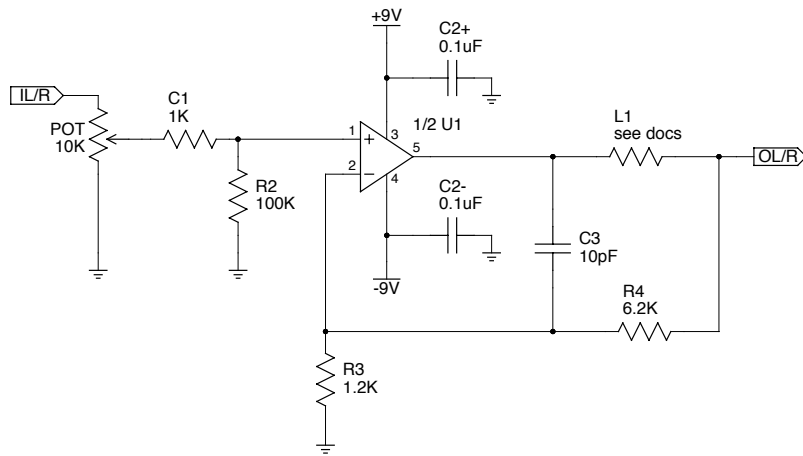 +9V
C2+
0.1uF
IL/R
POT
10K
C1
1K
R2
100K
1
2
+
−
3
4
5
1/2 U1
C2-
0.1uF
-9V
L1
see docs
OL/R
C3
10pF
R4
6.2K
R3
1.2K